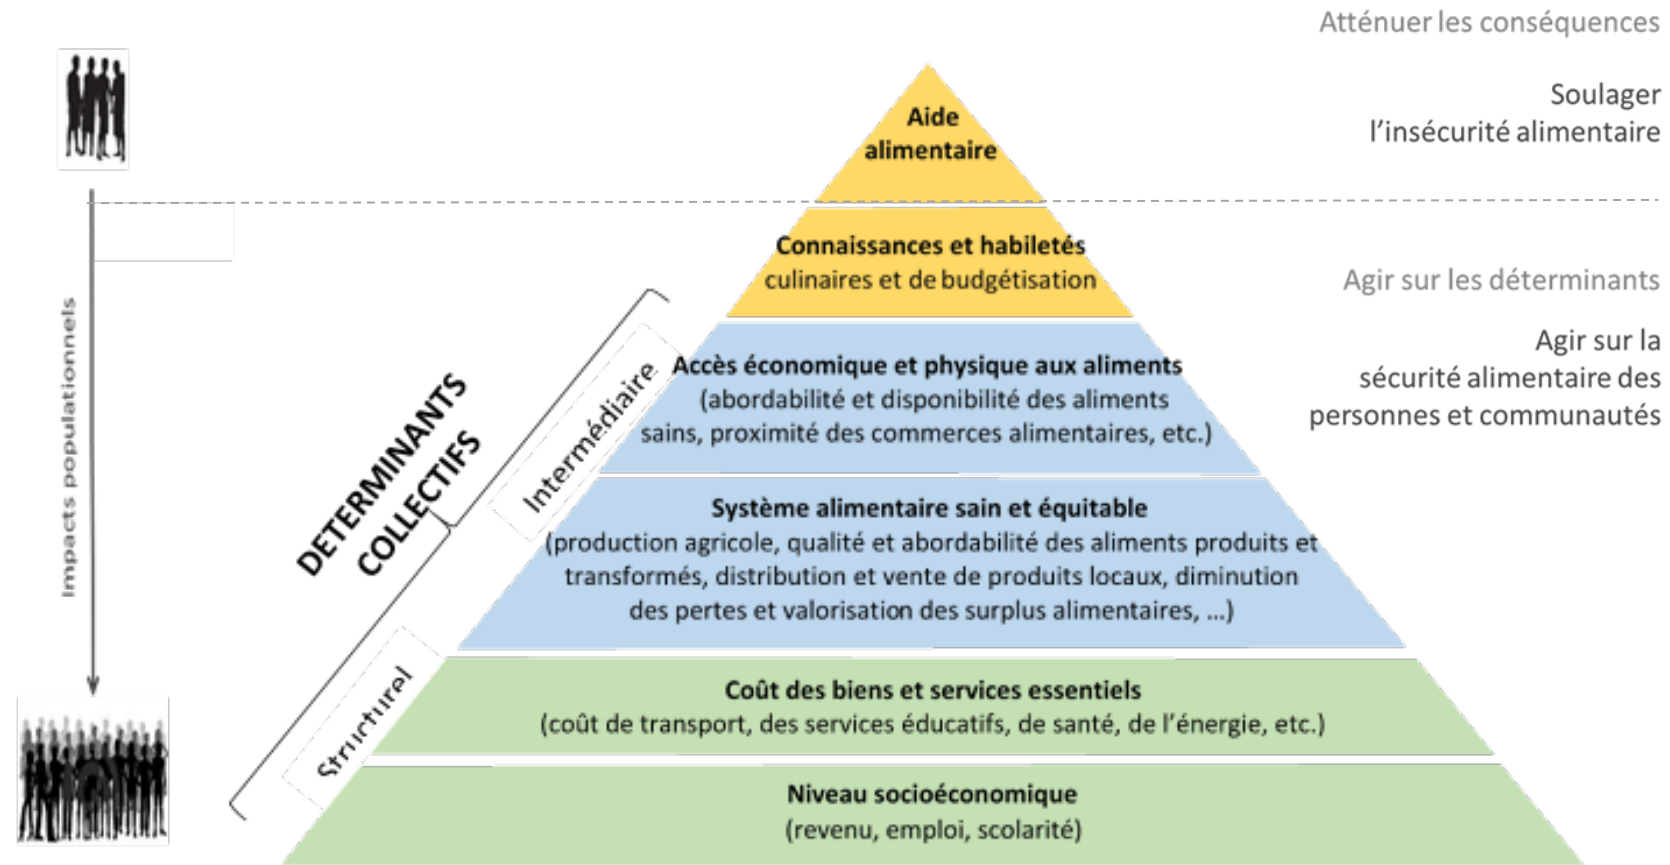 Atténuer les conséquences
Soulager
l'insécurité alimentaire
Aide
alimentaire
Connaissances et habiletés
culinaires et de budgétisation
Agir sur les déterminants
Agir sur la
sécurité alimentaire des
personnes et communautés
Impacts populationnels
DETERMINANTS
COLLECTIFS
Intermédiaire
Accès économique et physique aux aliments
(abordabilité et disponibilité des aliments
sains, proximité des commerces alimentaires, etc.)
Système alimentaire sain et équitable
(production agricole, qualité et abordabilité des aliments produits et
transformés, distribution et vente de produits locaux, diminution
des pertes et valorisation des surplus alimentaires, ...)
Structurel
Coût des biens et services essentiels
(coût de transport, des services éducatifs, de santé, de l'énergie, etc.)
Niveau socioéconomique
(revenu, emploi, scolarité)